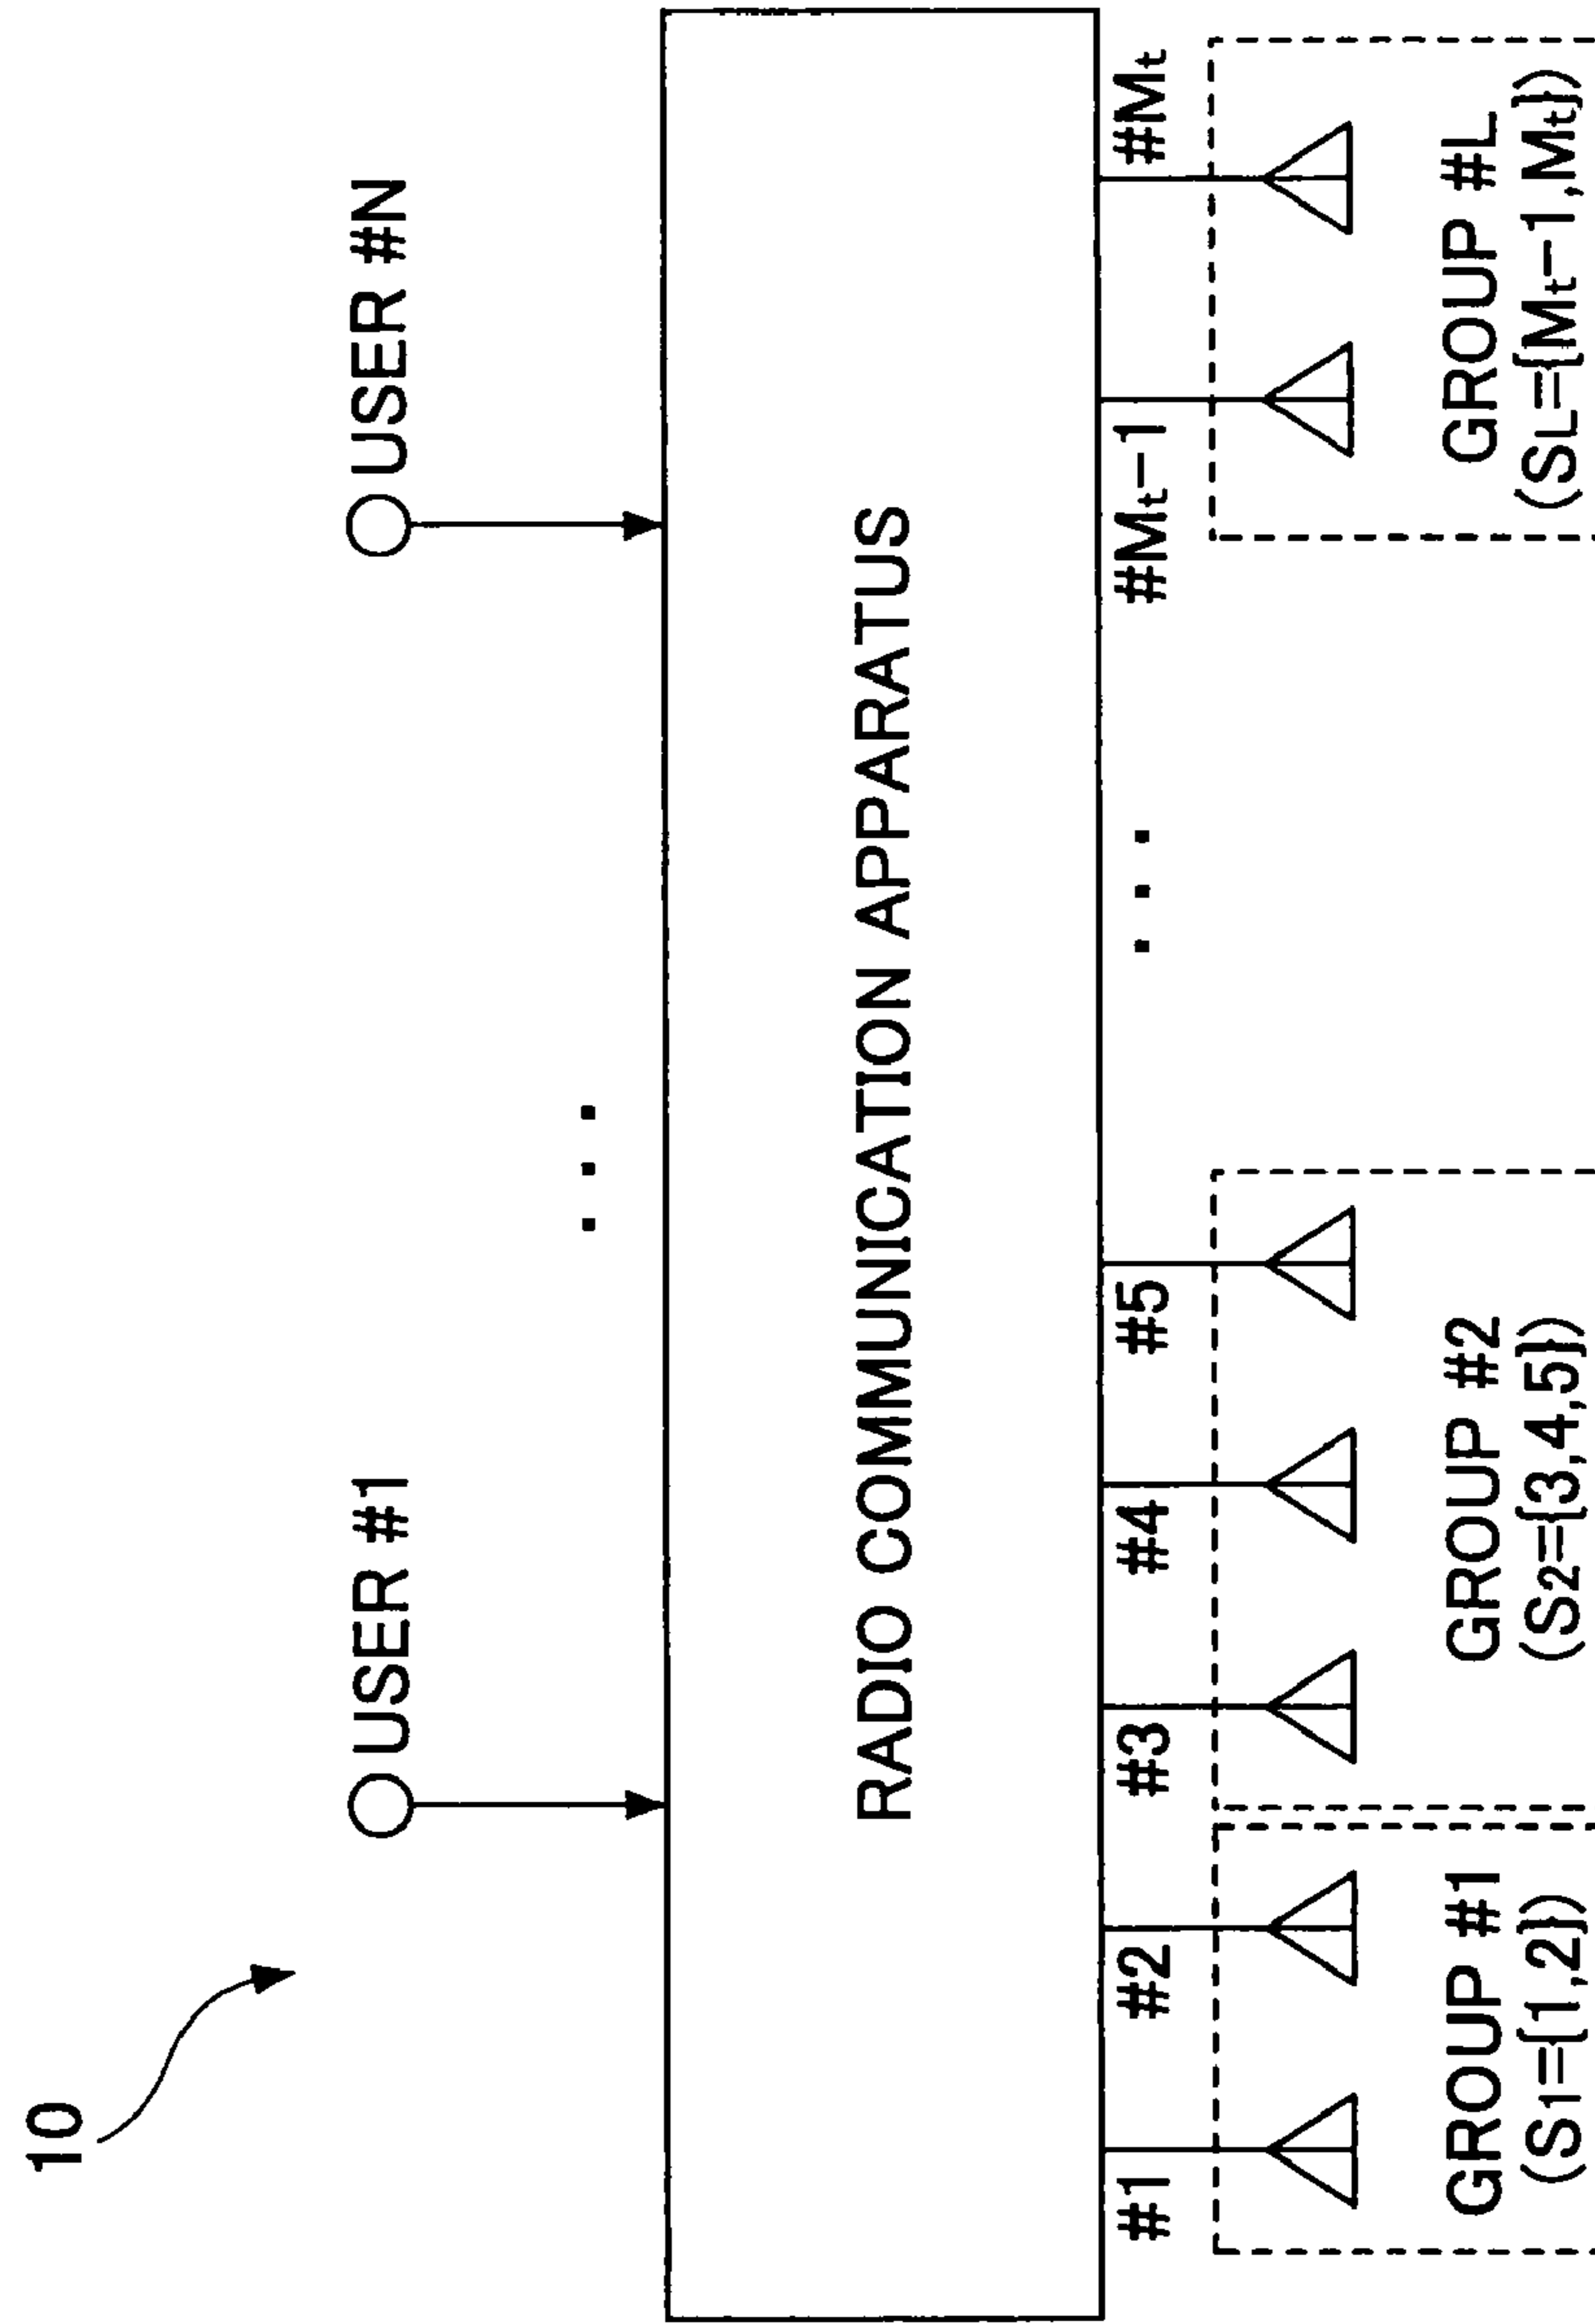 10
USER #1
. . .
USER #N
RADIO COMMUNICATION APPARATUS
#1
#2
#3
#4
#5
. . .
#Mt-1
#Mt
GROUP #1
(S1={1,2})
GROUP #2
(S2={3,4,5})
GROUP #L
(SL={Mt-1,Mt})